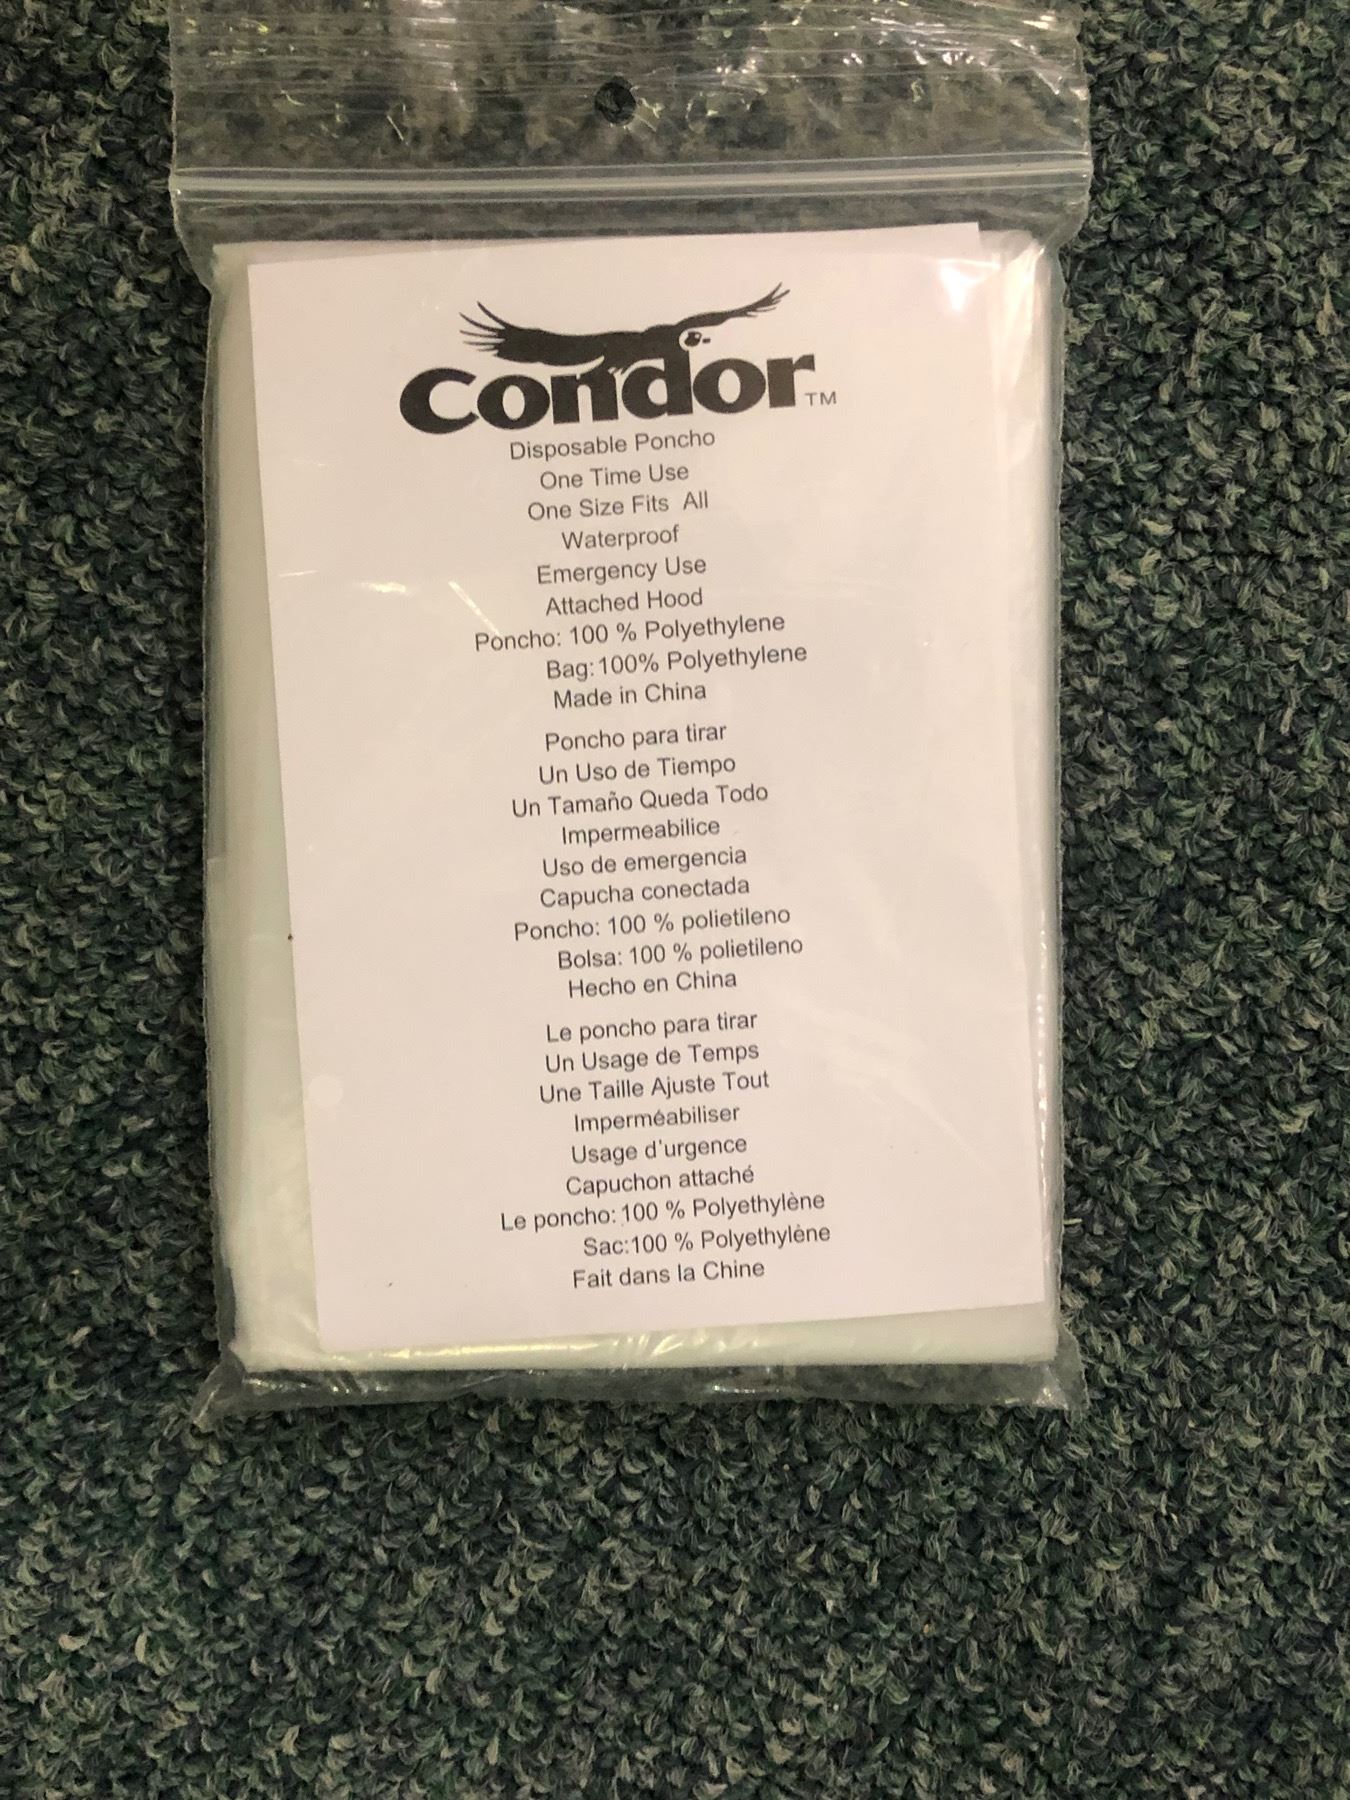 condor™
Disposable Poncho
One Time Use
One Size Fits All
Waterproof
Emergency Use
Attached Hood
Poncho: 100 % Polyethylene
Bag:100% Polyethylene
Made in China
Poncho para tirar
Un Uso de Tiempo
Un Tamaño Queda Todo
Impermeabilice
Uso de emergencia
Capucha conectada
Poncho: 100 % polietileno
Bolsa: 100 % polietileno
Hecho en China
Le poncho para tirar
Un Usage de Temps
Une Taille Ajuste Tout
Imperméabiliser
Usage d'urgence
Capuchon attaché
Le poncho: 100 % Polyethylène
Sac:100 % Polyethylène
Fait dans la Chine